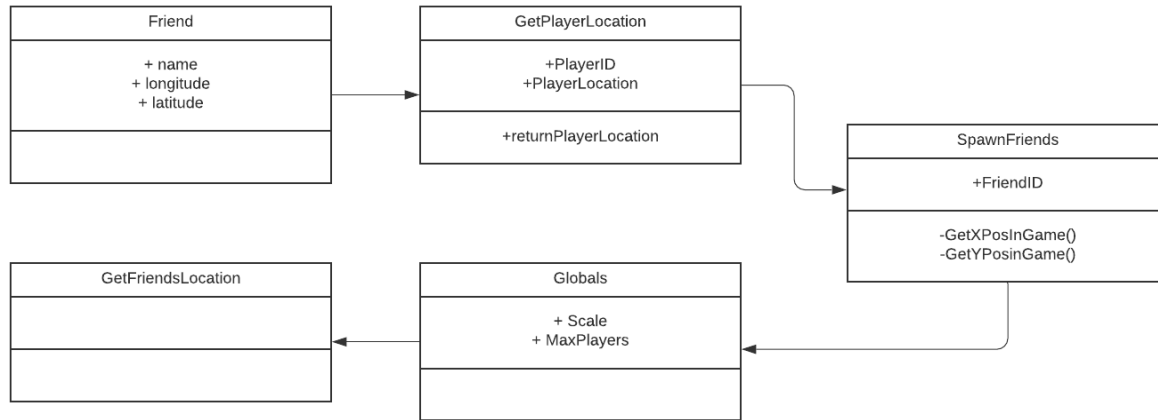 Friend
+ name
+ longitude
+ latitude
GetPlayerLocation
+PlayerID
+PlayerLocation
+returnPlayerLocation
SpawnFriends
+FriendID
-GetXPosInGame()
-GetYPosinGame()
GetFriendsLocation
Globals
+ Scale
+ MaxPlayers